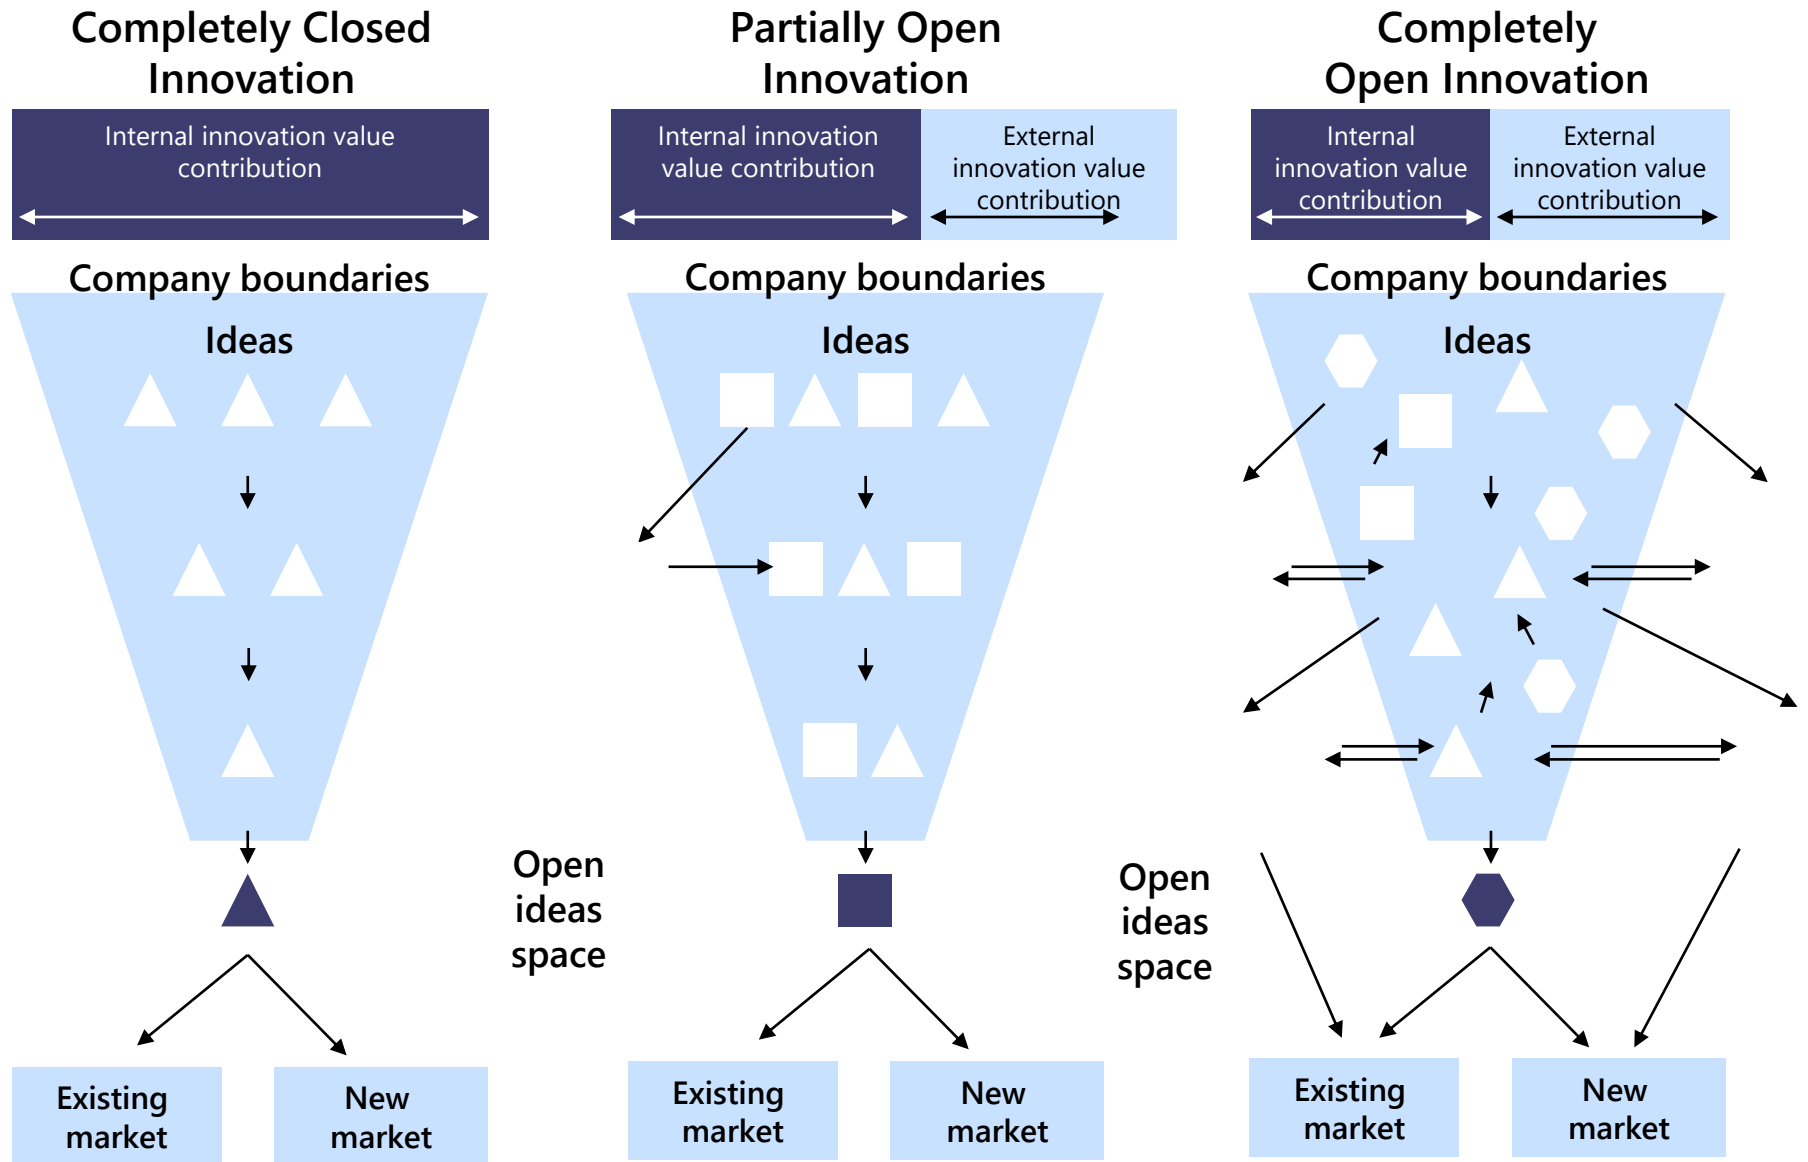 Completely Closed
Innovation
Internal innovation value
contribution
Company boundaries
Ideas
Existing
market
New
market
Open
ideas
space
Partially Open
Innovation
Internal innovation
value contribution
External
innovation value
contribution
Company boundaries
Ideas
Existing
market
New
market
Open
ideas
space
Completely
Open Innovation
Internal
innovation value
contribution
External
innovation value
contribution
Company boundaries
Ideas
Existing
market
New
market